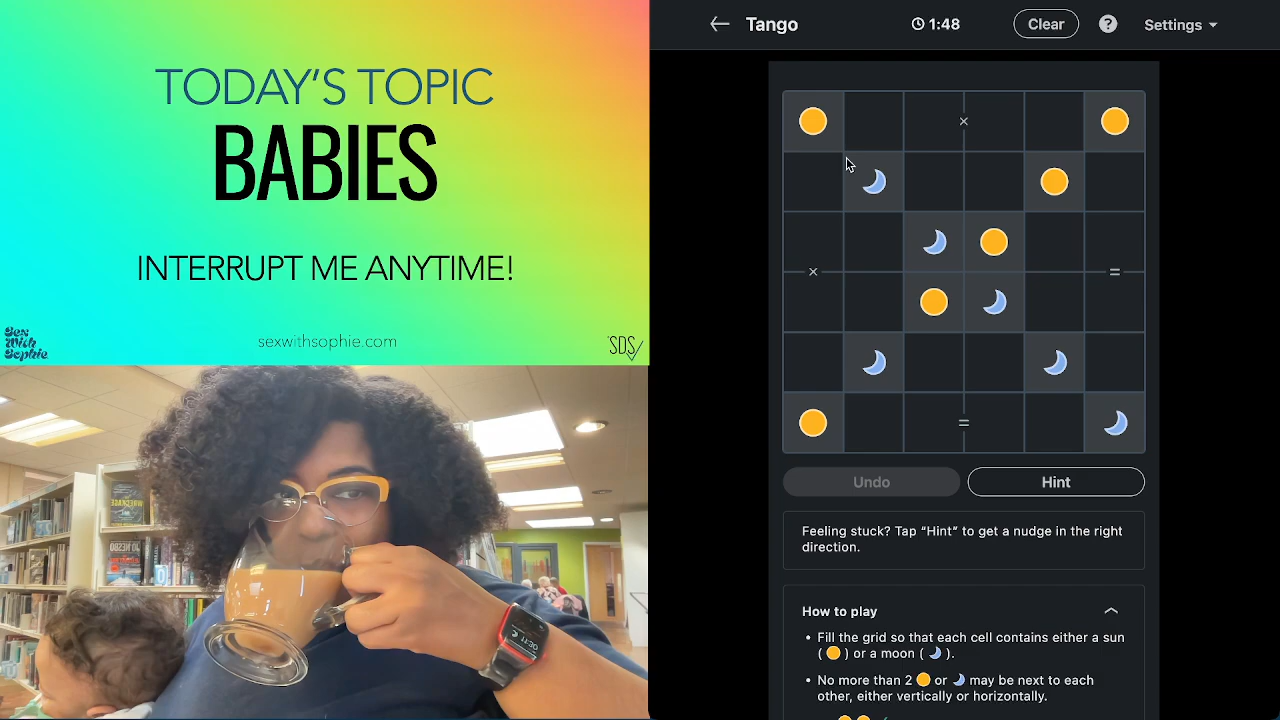 TODAY'S TOPIC
BABIES
INTERRUPT ME ANYTIME!
Sex
With
Sophie
sexwithsophie.com
SDS
Tango
1:48
Clear
?
Settings
×
×
=
=
Undo
Hint
Feeling stuck? Tap “Hint” to get a nudge in the right
direction.
How to play
• Fill the grid so that each cell contains either a sun
( ) or a moon ( ).
• No more than 2 or may be next to each
other, either vertically or horizontally.